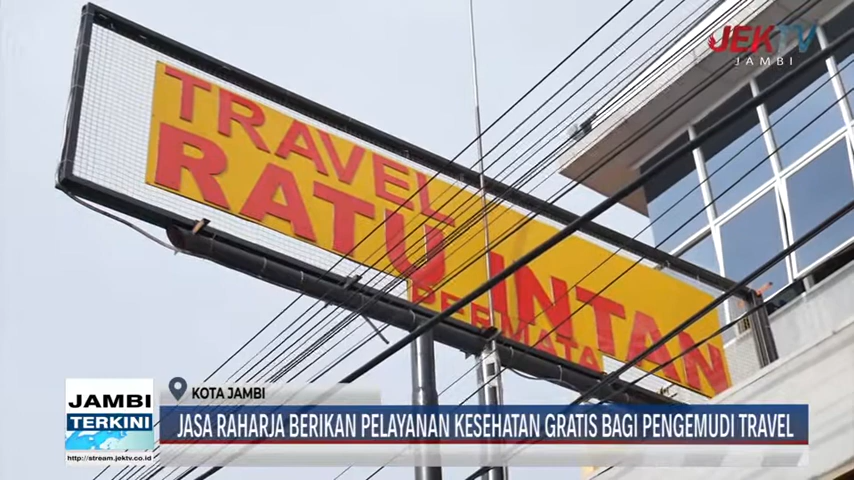 JEKTV
JAMBI
TRAVEL
RATU INTAN
PERMATA
KOTA JAMBI
JAMBI
TERKINI
http://stream.jektv.co.id
JASA RAHARJA BERIKAN PELAYANAN KESEHATAN GRATIS BAGI PENGEMUDI TRAVEL